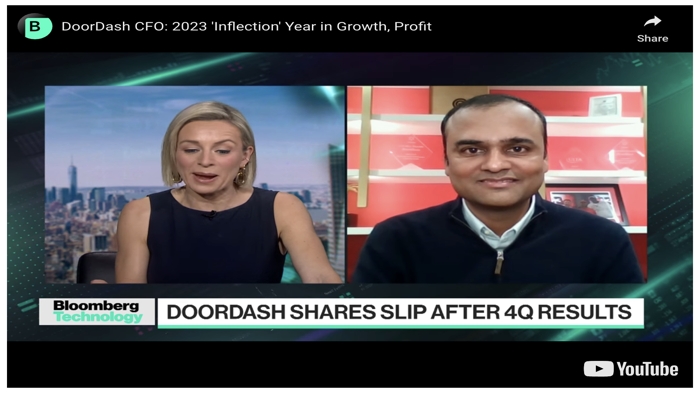 B
DoorDash CFO: 2023 'Inflection' Year in Growth, Profit
Share
Bloomberg
Technology
DOORDASH SHARES SLIP AFTER 4Q RESULTS
YouTube